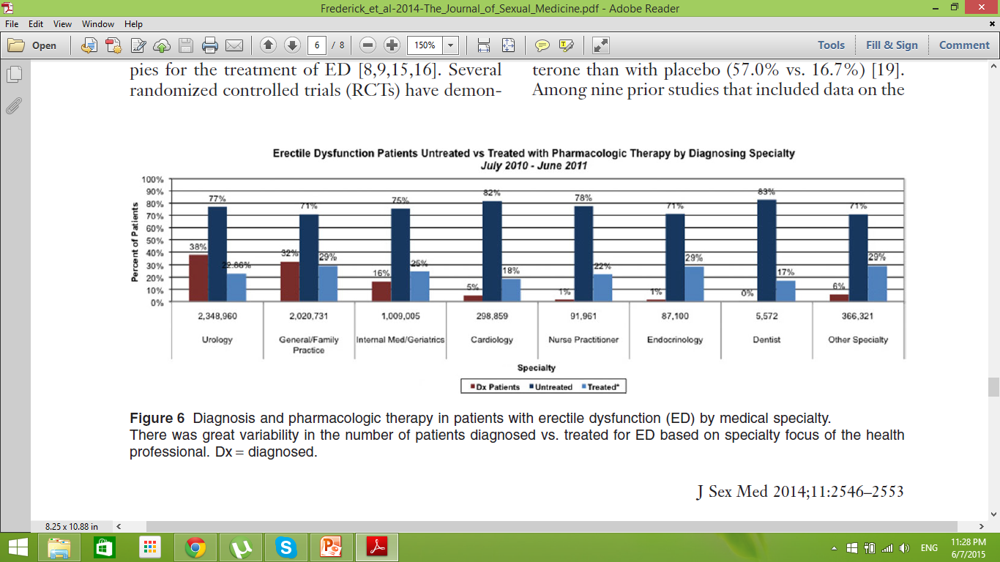 Frederick_et_al-2014-The_Journal_of_Sexual_Medicine.pdf - Adobe Reader
File Edit View Window Help
Open 6 / 8 150% Tools Fill & Sign Comment
pies for the treatment of ED [8,9,15,16]. Several
randomized controlled trials (RCTs) have demon-
terone than with placebo (57.0% vs. 16.7%) [19].
Among nine prior studies that included data on the
Erectile Dysfunction Patients Untreated vs Treated with Pharmacologic Therapy by Diagnosing Specialty
July 2010 - June 2011
Percent of Patients
100%
90%
80%
70%
60%
50%
40%
30%
20%
10%
0%
38% 77% 22.66%
32% 71% 29%
16% 75% 25%
5% 82% 18%
1% 78% 22%
1% 71% 29%
0% 83% 17%
6% 71% 29%
2,348,960 2,020,731 1,009,005 298,859 91,961 87,100 5,572 366,321
Urology General/Family Internal Med/Geriatrics Cardiology Nurse Practitioner Endocrinology Dentist Other Specialty
Practice
Specialty
Dx Patients Untreated Treated*
Figure 6 Diagnosis and pharmacologic therapy in patients with erectile dysfunction (ED) by medical specialty.
There was great variability in the number of patients diagnosed vs. treated for ED based on specialty focus of the health
professional. Dx = diagnosed.
J Sex Med 2014;11:2546–2553
8.25 x 10.88 in
ENG
11:28 PM
6/7/2015